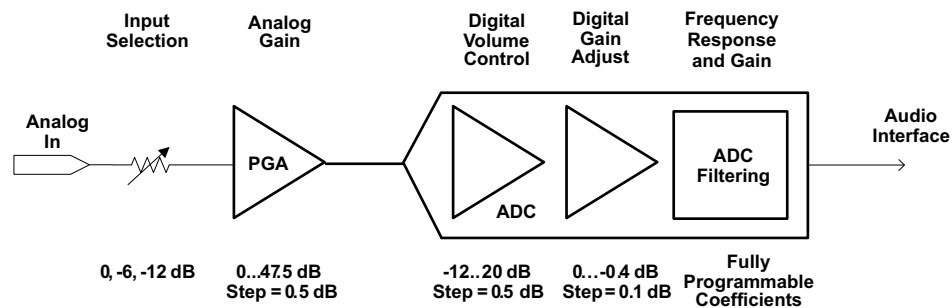 Input
Selection
Analog
Gain
Digital
Volume
Control
Digital
Gain
Adjust
Frequency
Response
and Gain
Analog
In
PGA
ADC
ADC
Filtering
Audio
Interface
0, -6, -12 dB
0...47.5 dB
Step = 0.5 dB
-12...20 dB
Step = 0.5 dB
0...-0.4 dB
Step = 0.1 dB
Fully
Programmable
Coefficients